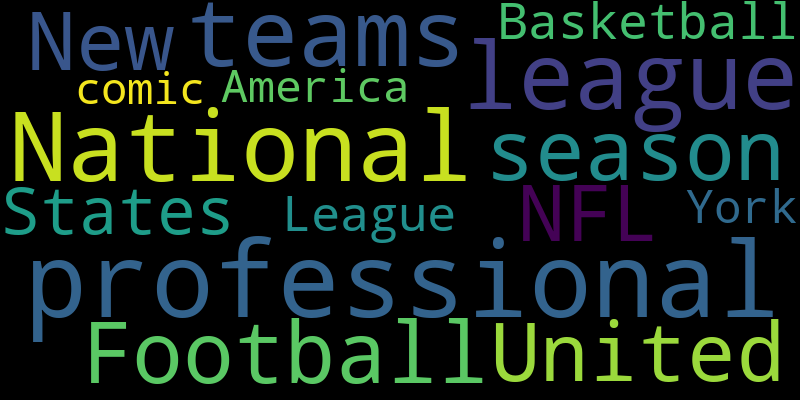 New teams Basketball
comic America league
National season
States League NFL York
professional
Football United